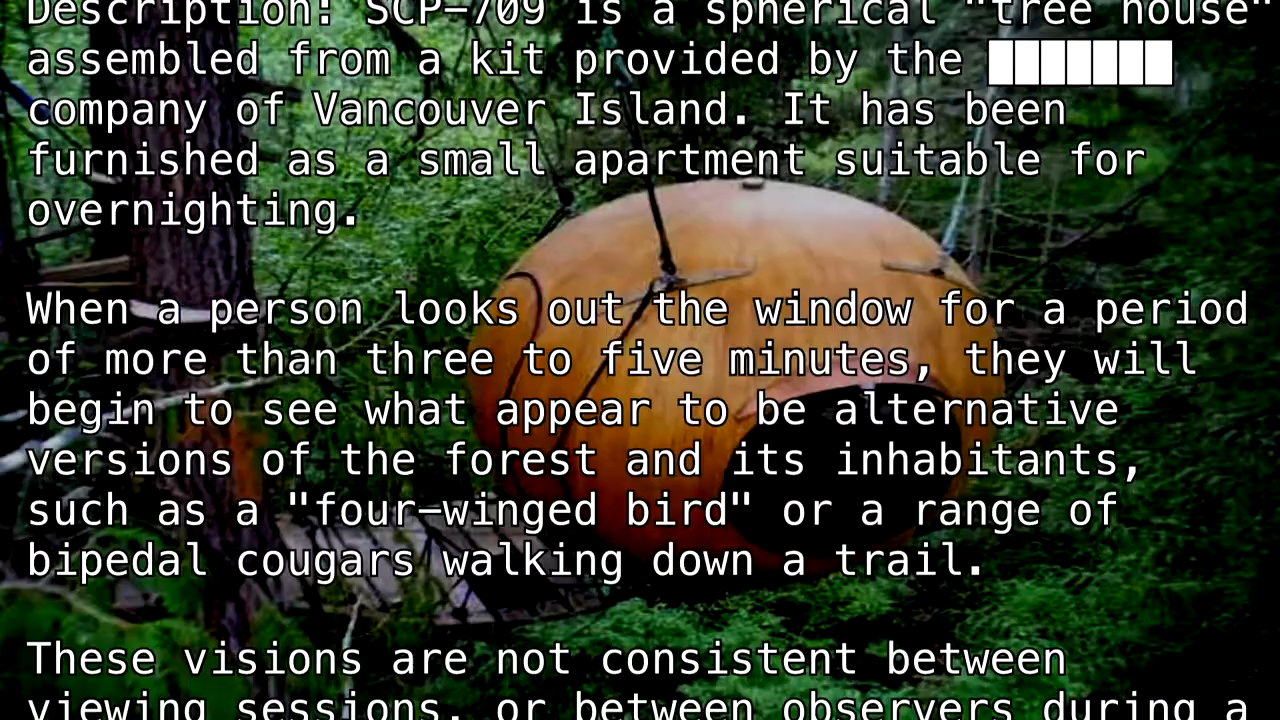 Description: SCP-709 is a spherical "tree house"
assembled from a kit provided by the ███████
company of Vancouver Island. It has been
furnished as a small apartment suitable for
overnighting.
When a person looks out the window for a period
of more than three to five minutes, they will
begin to see what appear to be alternative
versions of the forest and its inhabitants,
such as a "four-winged bird" or a range of
bipedal cougars walking down a trail.
These visions are not consistent between
viewing sessions, or between observers during a